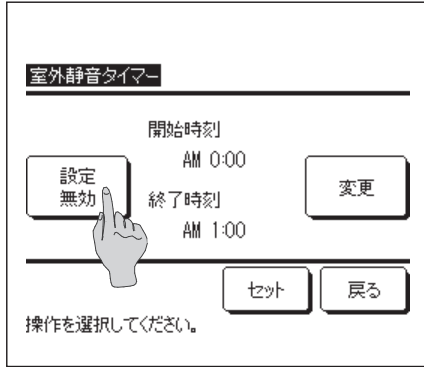 室外静音タイマー
開始時刻
AM 0:00
設定
無効
終了時刻
AM 1:00
変更
セット
戻る
操作を選択してください。